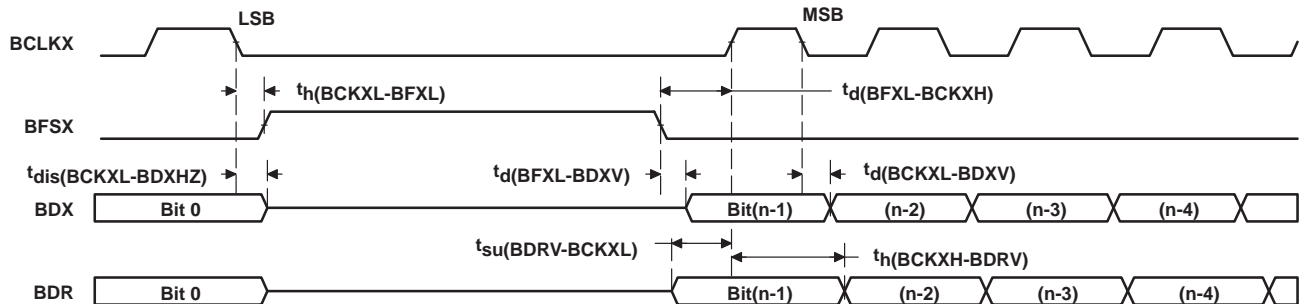 LSB MSB
BCLKX
th(BCKXL-BFXL) td(BFXL-BCKXH)
BFSX
tdis(BCKXL-BDXHZ) td(BFXL-BDXV) td(BCKXL-BDXV)
BDX Bit 0 Bit(n-1) (n-2) (n-3) (n-4)
tsu(BDRV-BCKXL) th(BCKXH-BDRV)
BDR Bit 0 Bit(n-1) (n-2) (n-3) (n-4)